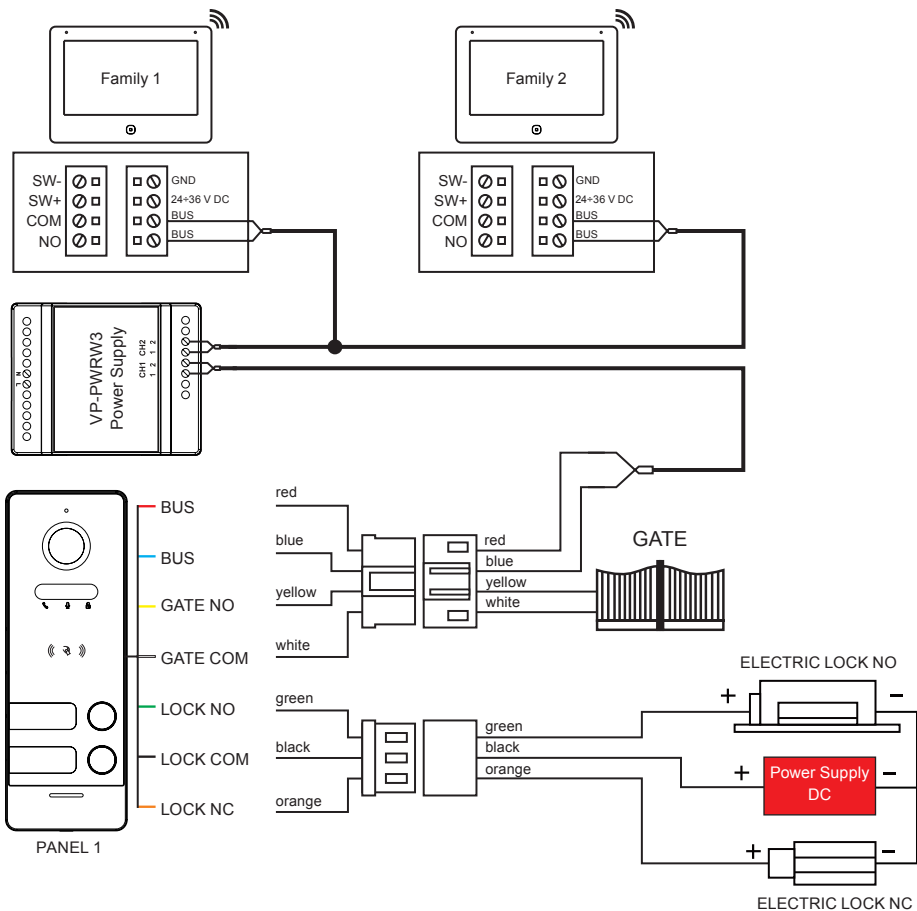 Family 1
Family 2
SW-
SW+
COM
NO
GND
24÷36 V DC
BUS
BUS
SW-
SW+
COM
NO
GND
24÷36 V DC
BUS
BUS
VP-PWRW3
Power Supply
N
L
CH1 CH2
1 2 1 2
BUS
BUS
GATE NO
GATE COM
LOCK NO
LOCK COM
LOCK NC
PANEL 1
red
blue
yellow
white
green
black
orange
red
blue
yellow
white
GATE
green
black
orange
ELECTRIC LOCK NO
+ -
+ Power Supply -
DC
+ -
ELECTRIC LOCK NC